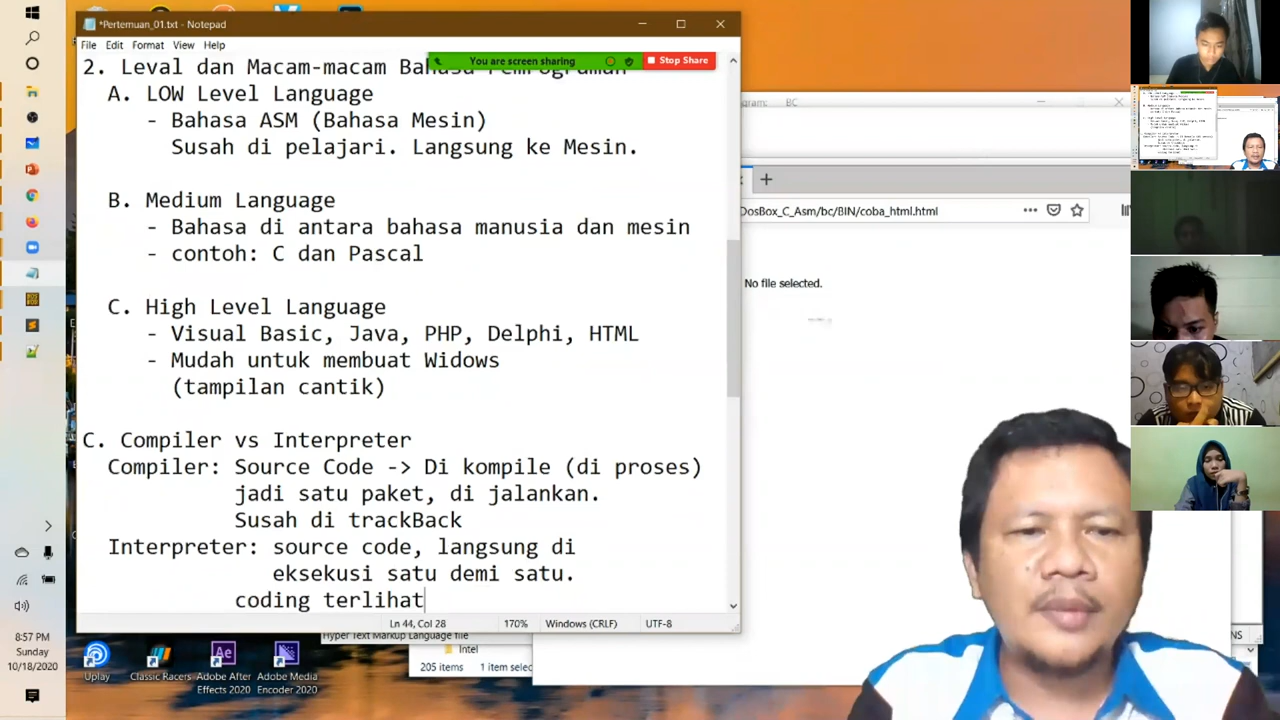 *Pertemuan_01.txt - Notepad
File Edit Format View Help
You are screen sharing
Stop Share
2. Leval dan Macam-macam Bahasa Pemrograman
A. LOW Level Language
- Bahasa ASM (Bahasa Mesin)
Susah di pelajari. Langsung ke Mesin.
B. Medium Language
- Bahasa di antara bahasa manusia dan mesin
- contoh: C dan Pascal
C. High Level Language
- Visual Basic, Java, PHP, Delphi, HTML
- Mudah untuk membuat Widows
(tampilan cantik)
C. Compiler vs Interpreter
Compiler: Source Code -> Di kompile (di proses)
jadi satu paket, di jalankan.
Susah di trackBack
Interpreter: source code, langsung di
eksekusi satu demi satu.
coding terlihat
Ln 44, Col 28 170% Windows (CRLF) UTF-8
BC
DosBox_C_Asm/bc/BIN/coba_html.html
No file selected.
Hyper Text Markup Language file
Intel
205 items 1 item selec
8:57 PM
Sunday
10/18/2020
Uplay
Classic Racers
Adobe After
Effects 2020
Adobe Media
Encoder 2020